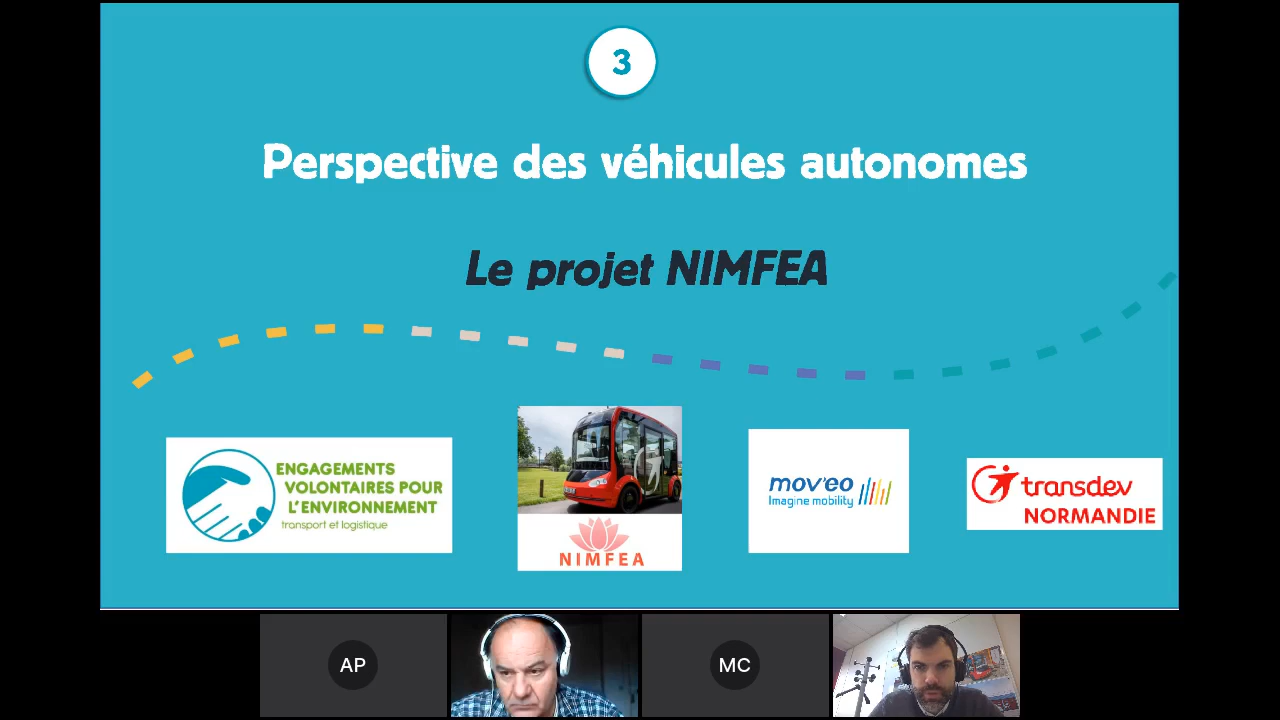 3
Perspective des véhicules autonomes
Le projet NIMFEA
ENGAGEMENTS
VOLONTAIRES POUR
L'ENVIRONNEMENT
transport et logistique
NIMFEA
mov'eo
Imagine mobility
transdev
NORMANDIE
AP
MC